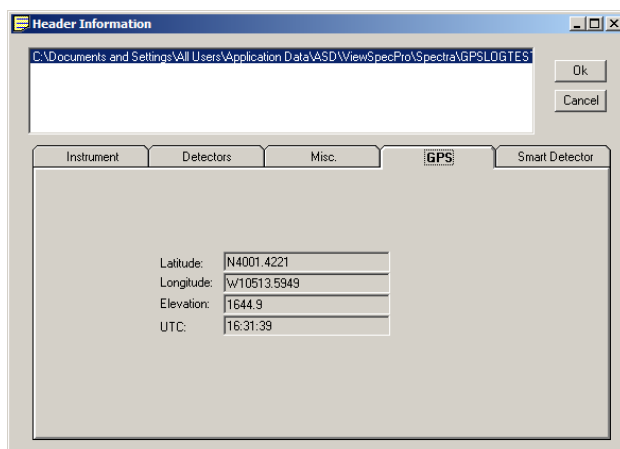 Header Information
C:\Documents and Settings\All Users\Application Data\ASD\ViewSpecPro\Spectra\GPSLOGTEST
Ok
Cancel
Instrument Detectors Misc. GPS Smart Detector
Latitude: N4001.4221
Longitude: W10513.5949
Elevation: 1644.9
UTC: 16:31:39